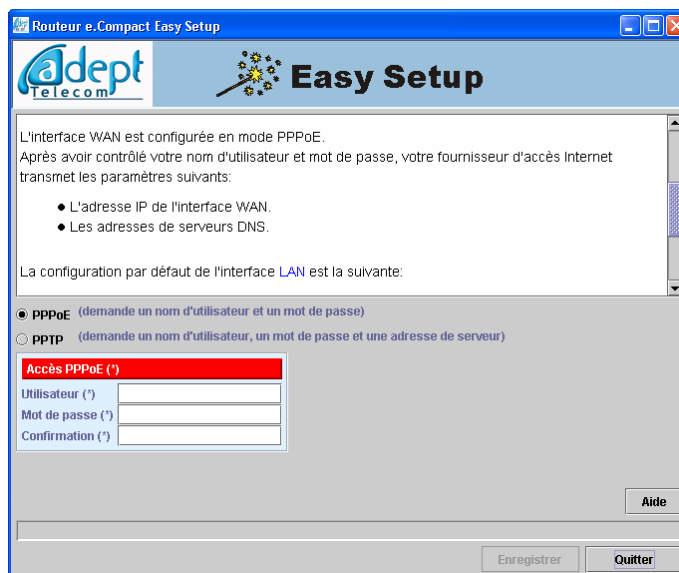 Routeur e.Compact Easy Setup
adept
Telecom
Easy Setup
L'interface WAN est configurée en mode PPPoE.
Après avoir contrôlé votre nom d'utilisateur et mot de passe, votre fournisseur d'accès Internet
transmet les paramètres suivants:
● L'adresse IP de l'interface WAN.
● Les adresses de serveurs DNS.
La configuration par défaut de l'interface LAN est la suivante:
PPPoE (demande un nom d'utilisateur et un mot de passe)
PPTP (demande un nom d'utilisateur, un mot de passe et une adresse de serveur)
Accès PPPoE (*)
Utilisateur (*)
Mot de passe (*)
Confirmation (*)
Aide
Enregistrer
Quitter